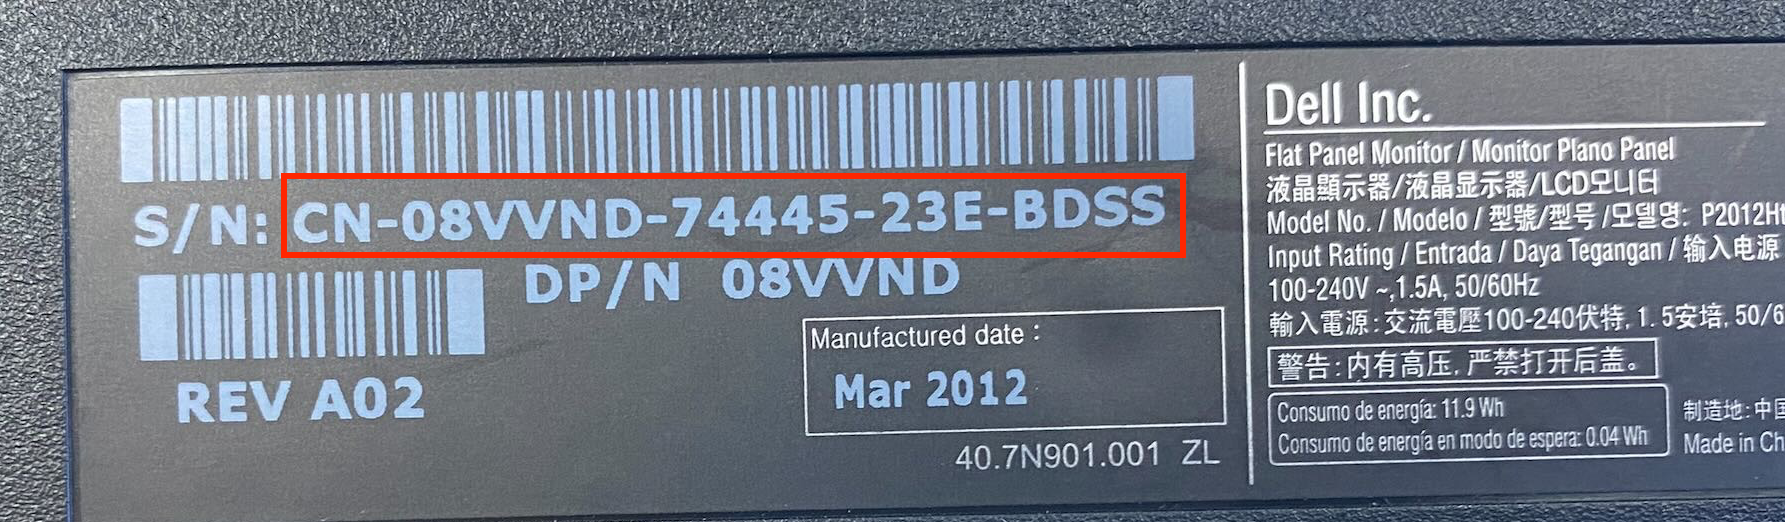 S/N: CN-08VVND-74445-23E-BDSS
DP/N 08VVND
REV A02
Manufactured date :
Mar 2012
40.7N901.001 ZL
Dell Inc.
Flat Panel Monitor / Monitor Plano Panel
液晶顯示器/液晶显示器/LCD모니터
Model No. / Modelo / 型號/型号 /모델명: P2012Ht
Input Rating / Entrada / Daya Tegangan / 输入电源
100-240V ~,1.5A, 50/60Hz
輸入電源:交流電壓100-240伏特, 1. 5安培, 50/6
警告:内有高压, 严禁打开后盖。
Consumo de energía: 11.9 Wh
Consumo de energía en modo de espera: 0.04 Wh
制造地:中国
Made in Ch